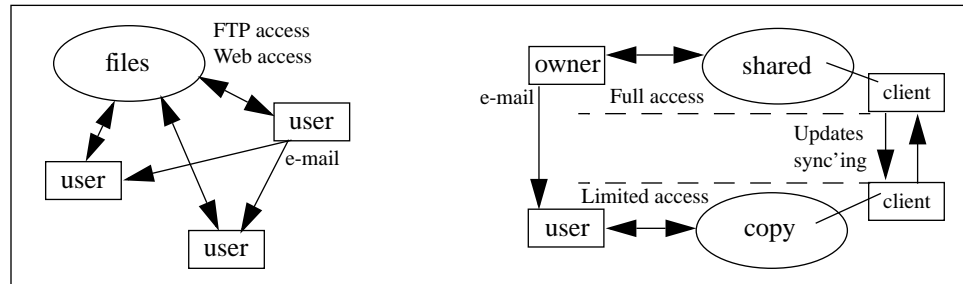 FTP access
Web access
files
user
e-mail
user
user
owner
shared
client
e-mail
Full access
Updates
sync'ing
Limited access
client
user
copy